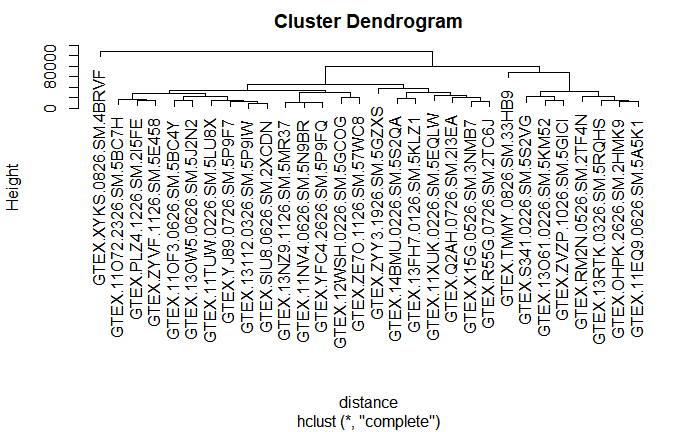 Cluster Dendrogram
Height
0
80000
GTEX.XYKS.0826.SM.4BRVF
GTEX.11O72.2326.SM.5BC7H
GTEX.PLZ4.1226.SM.2I5FE
GTEX.ZYVF.1126.SM.5E458
GTEX.11OF3.0626.SM.5BC4Y
GTEX.13OW5.0626.SM.5J2N2
GTEX.11TUW.0226.SM.5LU8X
GTEX.YJ89.0726.SM.5P9F7
GTEX.13112.0326.SM.5P9IW
GTEX.SIU8.0626.SM.2XCDN
GTEX.13NZ9.1126.SM.5MR37
GTEX.11NV4.0626.SM.5N9BR
GTEX.YFC4.2626.SM.5P9FQ
GTEX.12WSH.0226.SM.5GCOG
GTEX.ZE7O.1126.SM.57WC8
GTEX.ZYY3.1926.SM.5GZXS
GTEX.14BMU.0226.SM.5S2QA
GTEX.13FH7.0126.SM.5KLZ1
GTEX.11XUK.0226.SM.5EQLW
GTEX.Q2AH.0726.SM.2I3EA
GTEX.X15G.0526.SM.3NMB7
GTEX.R55G.0726.SM.2TC6J
GTEX.TMMY.0826.SM.33HB9
GTEX.S341.0226.SM.5S2VG
GTEX.13O61.0226.SM.5KM52
GTEX.ZVZP.1026.SM.5GICI
GTEX.RM2N.0526.SM.2TF4N
GTEX.13RTK.0326.SM.5RQHS
GTEX.OHPK.2626.SM.2HMK9
GTEX.11EQ9.0626.SM.5A5K1
distance
hclust (*, "complete")